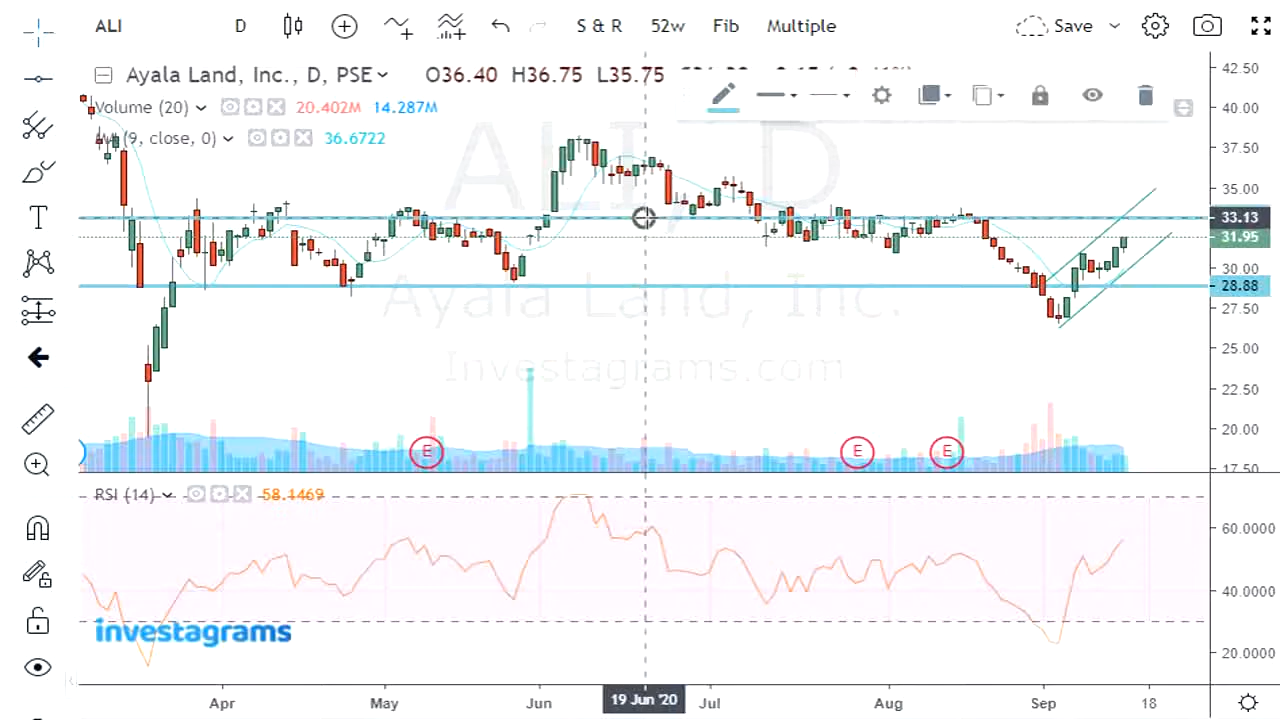 ALI D S & R 52w Fib Multiple Save
Ayala Land, Inc., D, PSE O36.40 H36.75 L35.75
Volume (20) 20.402M 14.287M
(9, close, 0) 36.6722
ALI, D
Ayala Land, Inc.
Investagrams.com
E E E
42.50
40.00
37.50
35.00
33.13
31.95
30.00
28.88
27.50
25.00
22.50
20.00
17.50
RSI (14) 58.1469
60.0000
40.0000
20.0000
investagrams
Apr May Jun 19 Jun '20 Jul Aug Sep 18